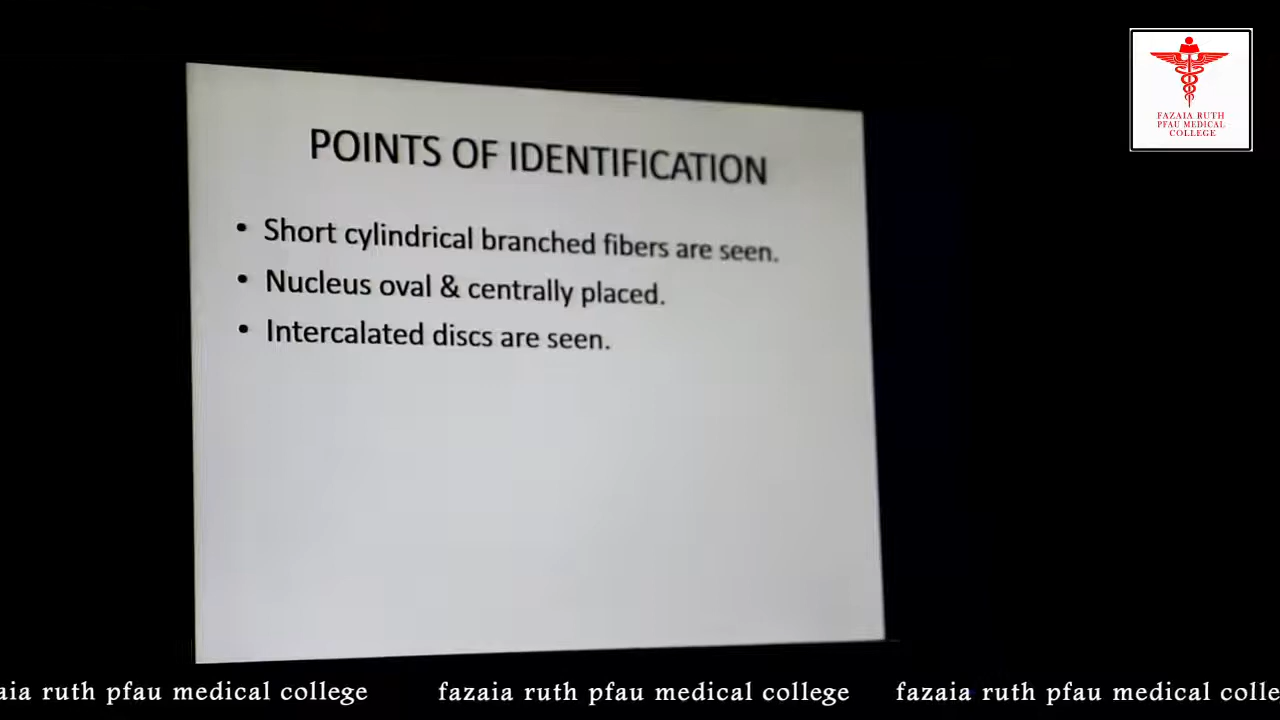 FAZAIA RUTH
PFAU MEDICAL
COLLEGE
POINTS OF IDENTIFICATION
• Short cylindrical branched fibers are seen.
• Nucleus oval & centrally placed.
• Intercalated discs are seen.
aia ruth pfau medical college fazaia ruth pfau medical college fazaia ruth pfau medical colle